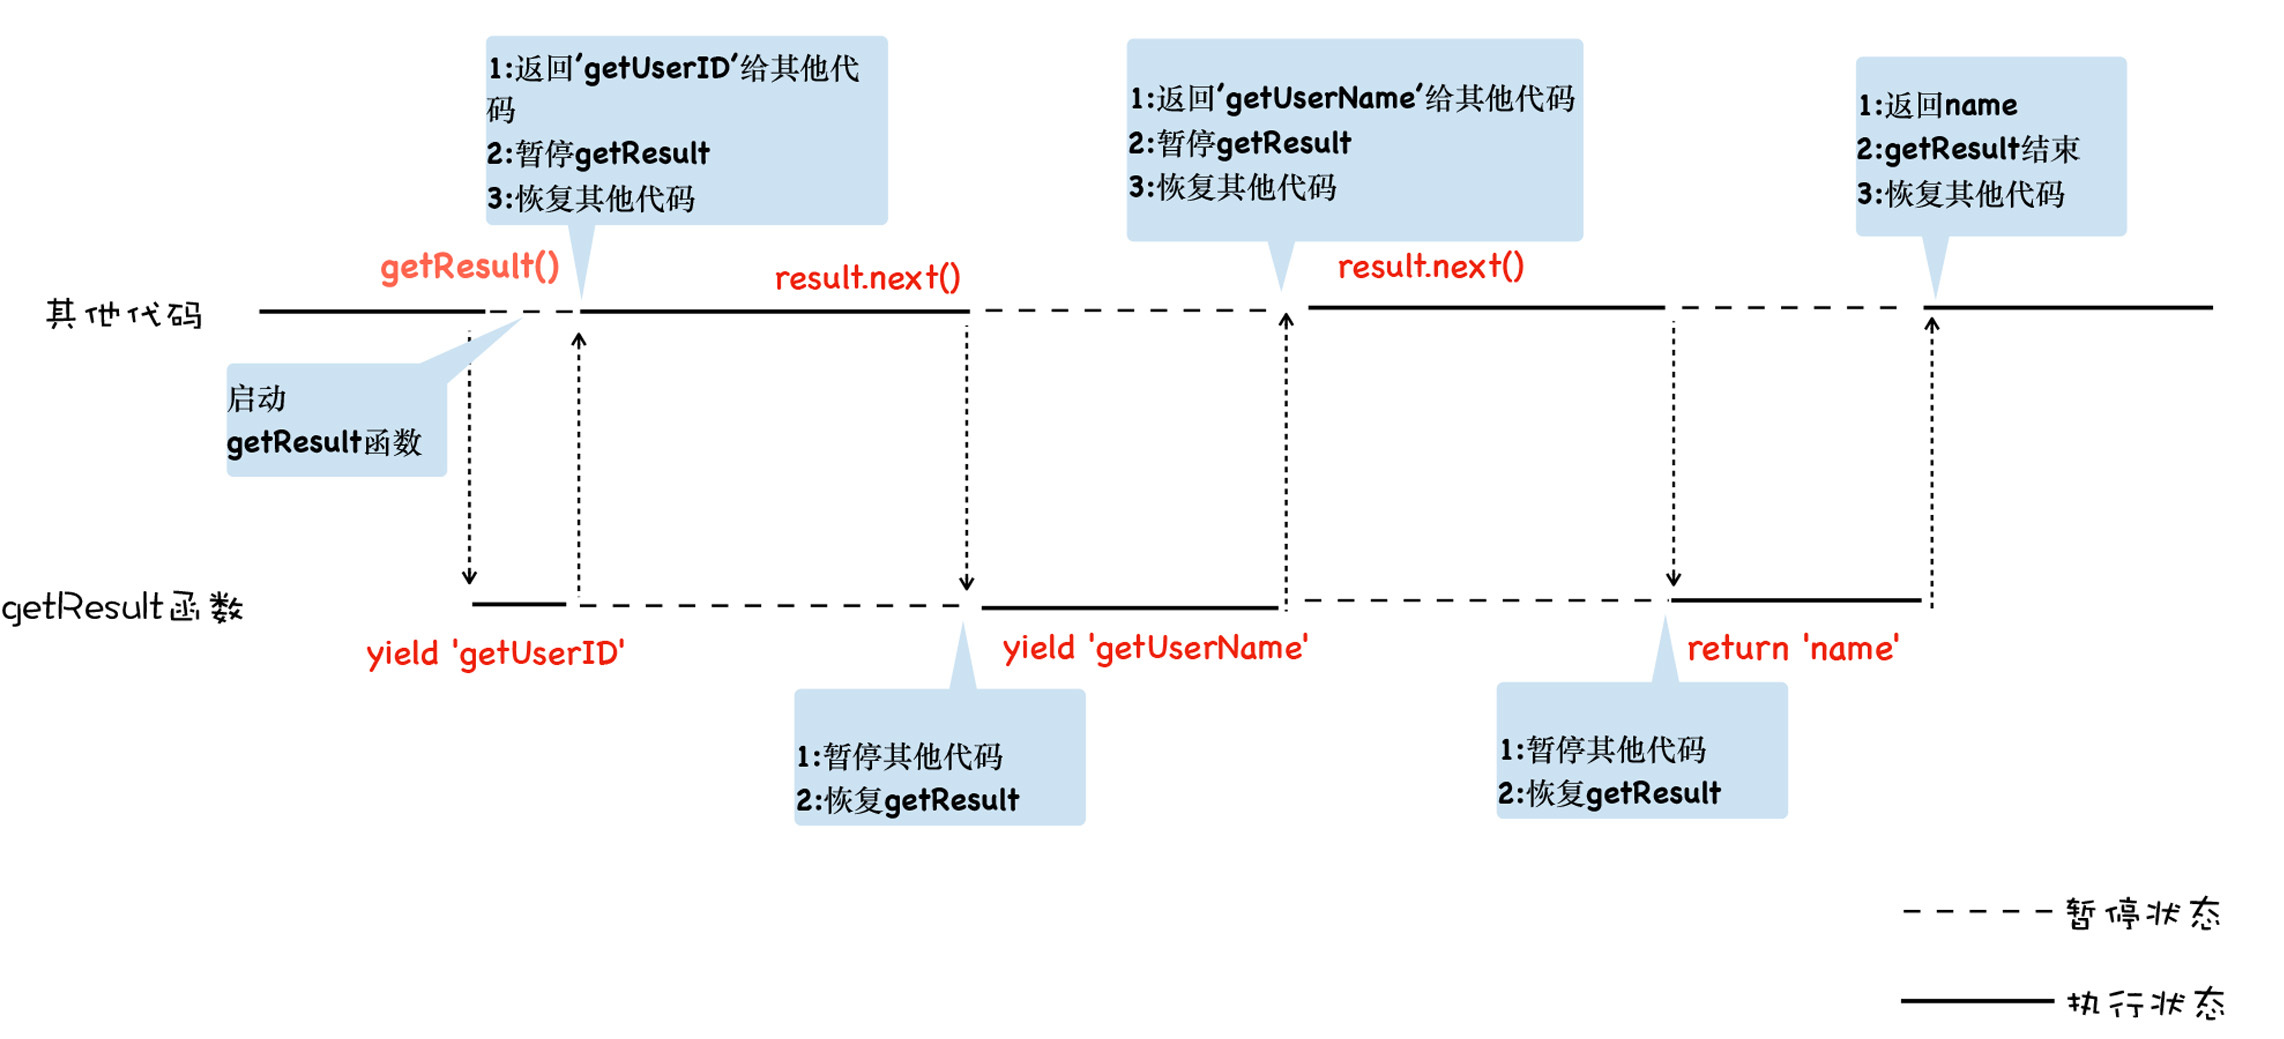 1:返回'getUserID'给其他代
码
2:暂停getResult
3:恢复其他代码
1:返回'getUserName'给其他代码
2:暂停getResult
3:恢复其他代码
1:返回name
2:getResult结束
3:恢复其他代码
getResult()
result.next()
result.next()
其他代码
启动
getResult函数
getResult函数
yield 'getUserID'
yield 'getUserName'
return 'name'
1:暂停其他代码
2:恢复getResult
1:暂停其他代码
2:恢复getResult
暂停状态
执行状态